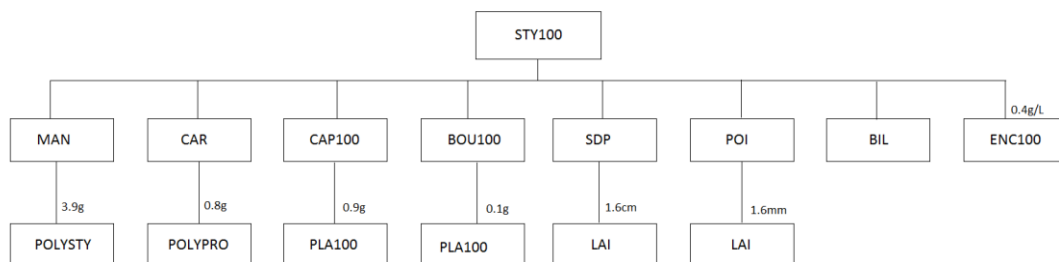 STY100
0.4g/L
MAN
CAR
CAP100
BOU100
SDP
POI
BIL
ENC100
3.9g
0.8g
0.9g
0.1g
1.6cm
1.6mm
POLYSTY
POLYPRO
PLA100
PLA100
LAI
LAI